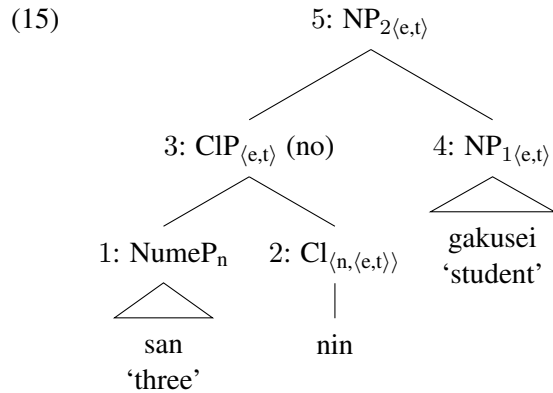 (15)
5: NP₂⟨e,t⟩
3: ClP⟨e,t⟩ (no) 4: NP₁⟨e,t⟩
1: NumePₙ 2: Cl⟨n,⟨e,t⟩⟩ gakusei
‘student’
san nin
‘three’